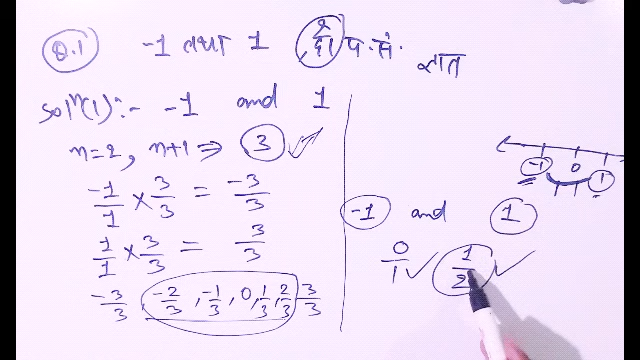 Q.1 -1 तथा 1 2 प.सं. ज्ञात
solⁿ(1):- -1 and 1
n=2, n+1 ⇒ 3 ✓
-1/1 × 3/3 = -3/3
1/1 × 3/3 = 3/3
-3/3, -2/3, -1/3, 0, 1/3, 2/3, 3/3
-1 0 1
-1 and 1
0/1 ✓ 1/2 ✓